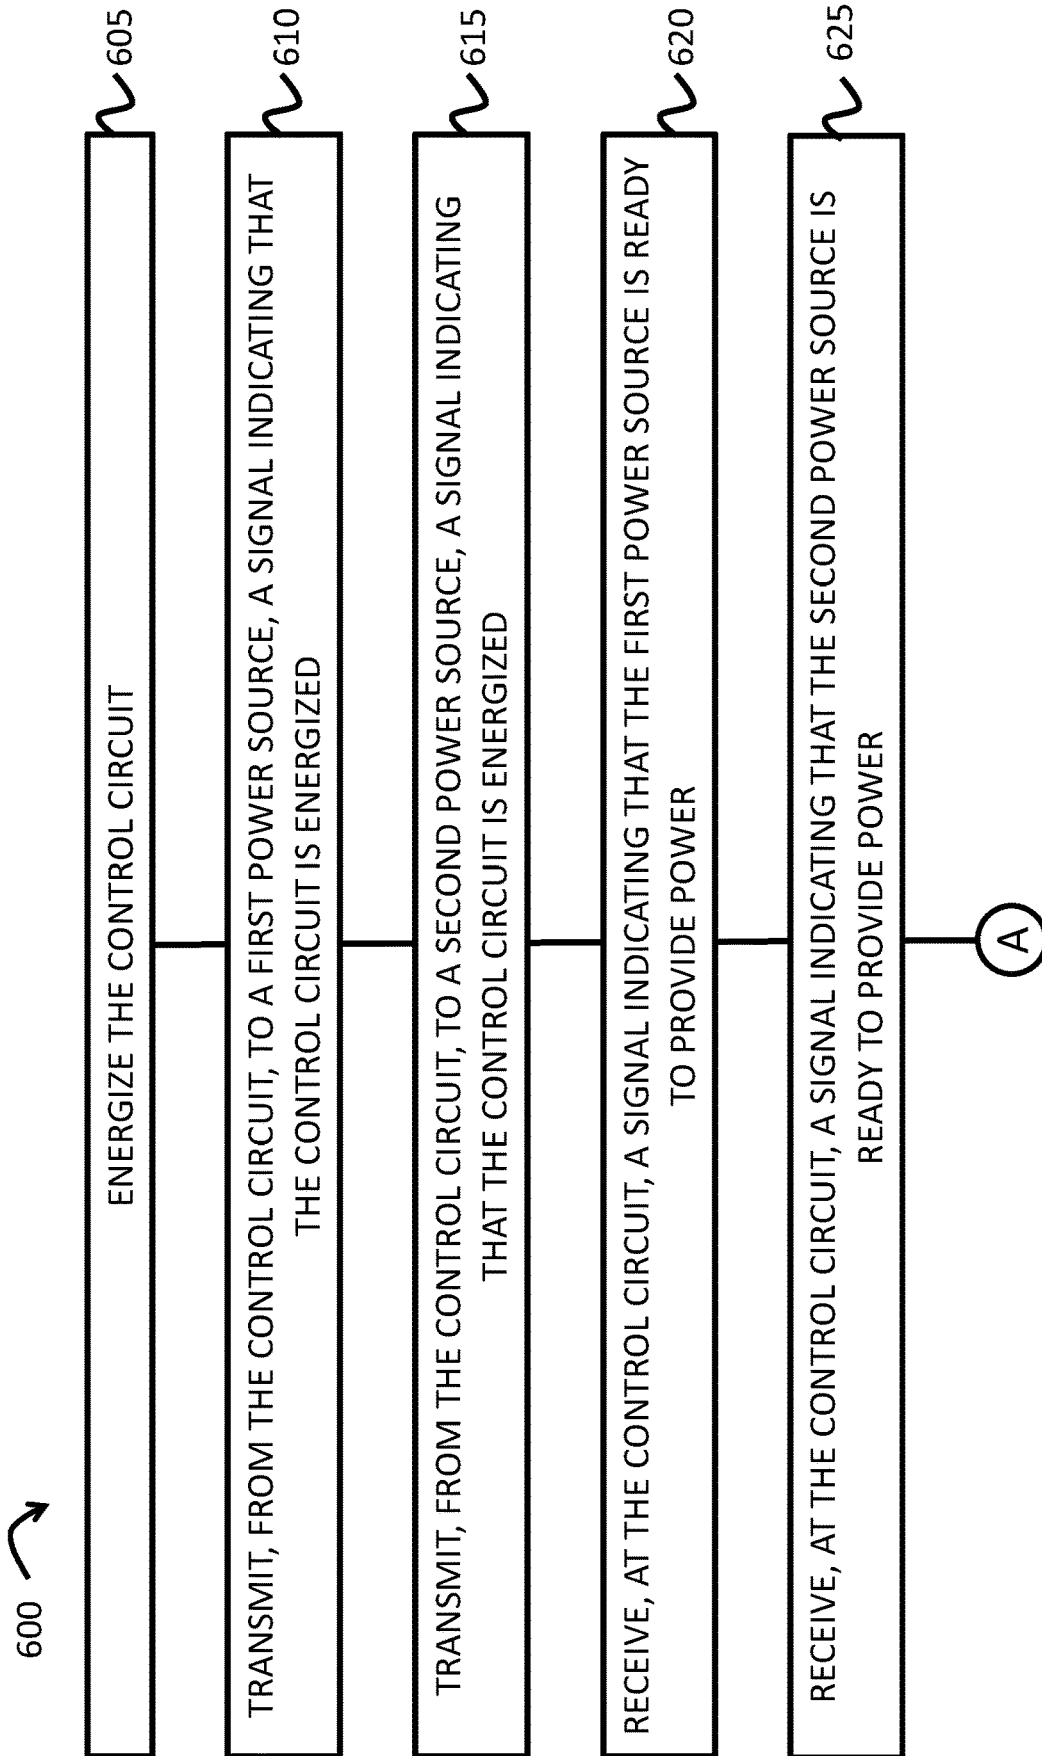 600
ENERGIZE THE CONTROL CIRCUIT
605
TRANSMIT, FROM THE CONTROL CIRCUIT, TO A FIRST POWER SOURCE, A SIGNAL INDICATING THAT
THE CONTROL CIRCUIT IS ENERGIZED
610
TRANSMIT, FROM THE CONTROL CIRCUIT, TO A SECOND POWER SOURCE, A SIGNAL INDICATING
THAT THE CONTROL CIRCUIT IS ENERGIZED
615
RECEIVE, AT THE CONTROL CIRCUIT, A SIGNAL INDICATING THAT THE FIRST POWER SOURCE IS READY
TO PROVIDE POWER
620
RECEIVE, AT THE CONTROL CIRCUIT, A SIGNAL INDICATING THAT THE SECOND POWER SOURCE IS
READY TO PROVIDE POWER
625
A